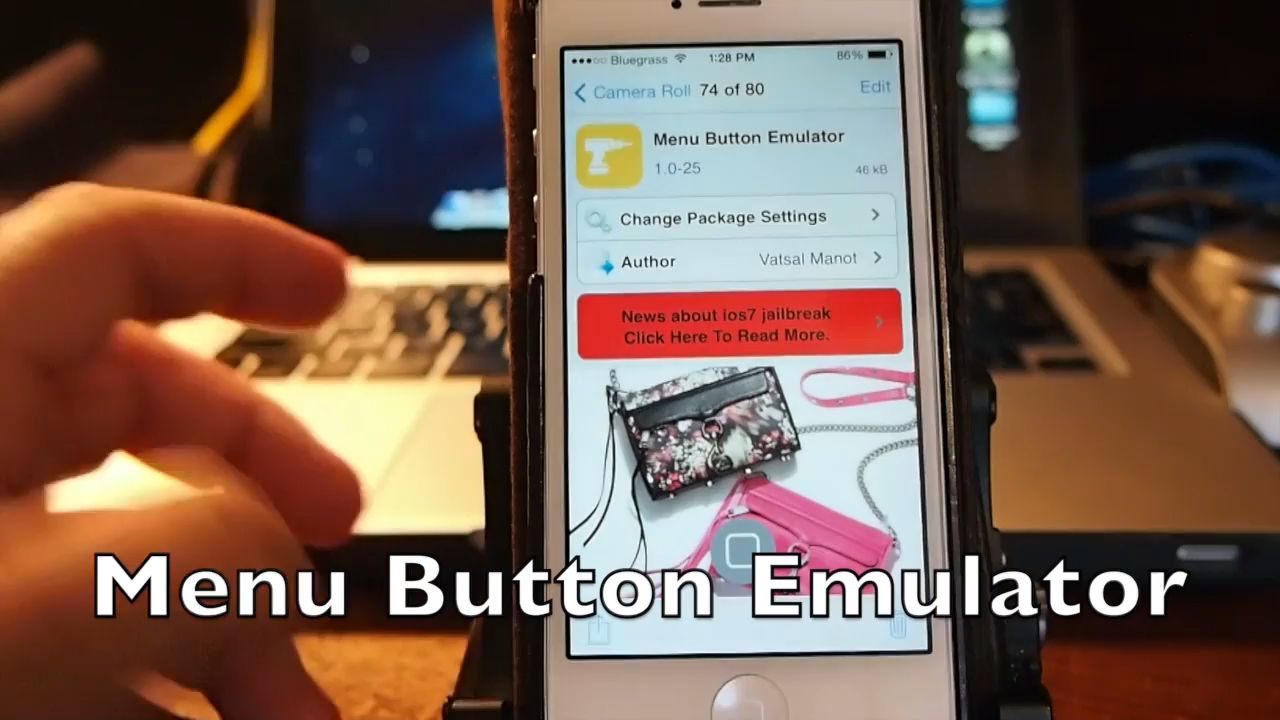 Bluegrass 1:28 PM 86%
Camera Roll 74 of 80 Edit
Menu Button Emulator
1.0-25 46 kB
Change Package Settings
Author Vatsal Manot
News about ios7 jailbreak
Click Here To Read More.
Menu Button Emulator